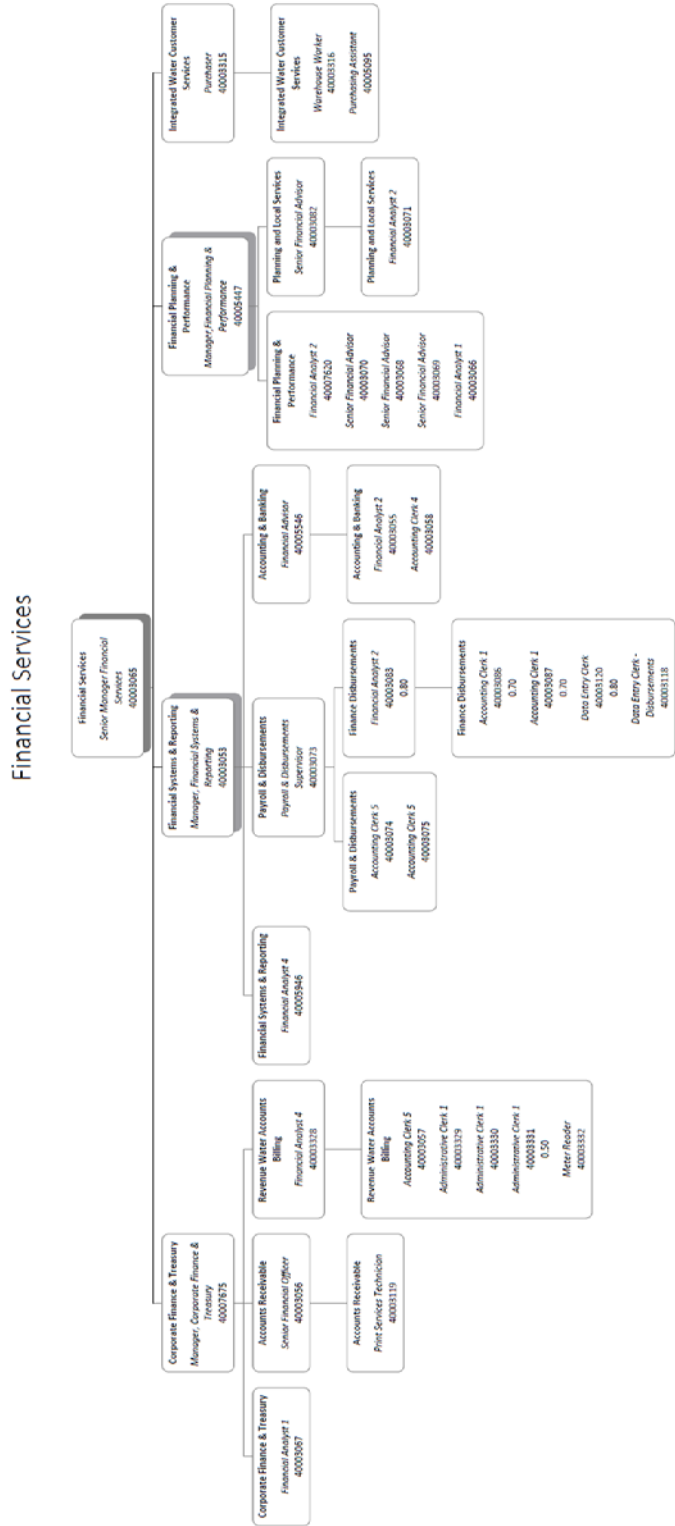 Financial Services
Financial Services
Senior Manager Financial
Services
40003065
Corporate Finance & Treasury
Manager, Corporate Finance &
Treasury
40007675
Financial Systems & Reporting
Manager, Financial Systems &
Reporting
40003053
Financial Planning &
Performance
Manager,Financial Planning &
Performance
40005447
Integrated Water Customer
Services
Purchaser
40003315
Corporate Finance & Treasury
Financial Analyst 1
40003067
Accounts Receivable
Senior Financial Officer
40003056
Revenue Water Accounts
Billing
Financial Analyst 4
40003328
Financial Systems & Reporting
Financial Analyst 4
40005946
Payroll & Disbursements
Payroll & Disbursements
Supervisor
40003073
Accounting & Banking
Financial Advisor
40005546
Financial Planning &
Performance
Financial Analyst 2
40007620
Senior Financial Advisor
40003070
Senior Financial Advisor
40003068
Senior Financial Advisor
40003069
Financial Analyst 1
40003066
Planning and Local Services
Senior Financial Advisor
40003082
Integrated Water Customer
Services
Warehouse Worker
40003316
Purchasing Assistant
40005095
Accounts Receivable
Print Services Technician
40003119
Revenue Water Accounts
Billing
Accounting Clerk 5
40003057
Administrative Clerk 1
40003329
Administrative Clerk 1
40003330
Administrative Clerk 1
40003331
0.50
Meter Reader
40003332
Payroll & Disbursements
Accounting Clerk 5
40003074
Accounting Clerk 5
40003075
Finance Disbursements
Financial Analyst 2
40003083
0.80
Accounting & Banking
Financial Analyst 2
40003055
Accounting Clerk 4
40003058
Planning and Local Services
Financial Analyst 2
40003071
Finance Disbursements
Accounting Clerk 1
40003086
0.70
Accounting Clerk 1
40003087
0.70
Data Entry Clerk
40003120
0.80
Data Entry Clerk -
Disbursements
40003118